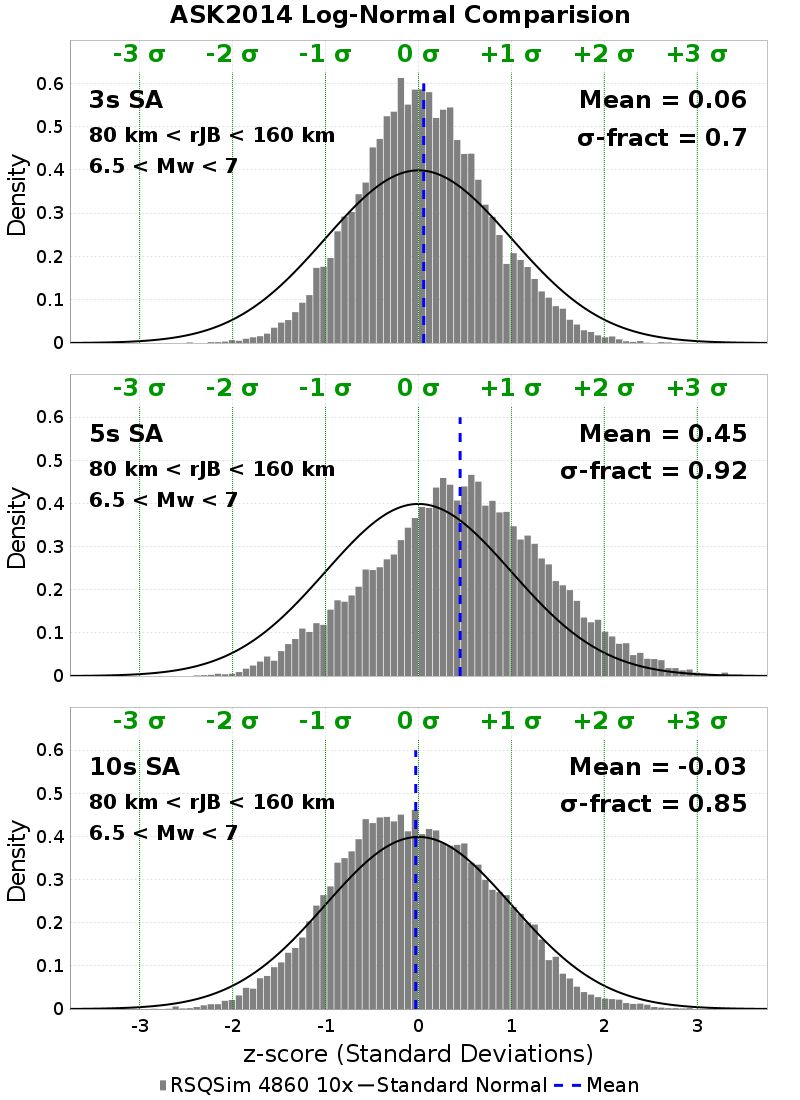 ASK2014 Log-Normal Comparision
-3 σ -2 σ -1 σ 0 σ +1 σ +2 σ +3 σ
0.6
3s SA Mean = 0.06
80 km < rJB < 160 km σ-fract = 0.7
0.5
6.5 < Mw < 7
0.4
0.3
0.2
0.1
0
Density
-3 σ -2 σ -1 σ 0 σ +1 σ +2 σ +3 σ
0.6
5s SA Mean = 0.45
80 km < rJB < 160 km σ-fract = 0.92
0.5
6.5 < Mw < 7
0.4
0.3
0.2
0.1
0
Density
-3 σ -2 σ -1 σ 0 σ +1 σ +2 σ +3 σ
0.6
10s SA Mean = -0.03
80 km < rJB < 160 km σ-fract = 0.85
0.5
6.5 < Mw < 7
0.4
0.3
0.2
0.1
0
Density
-3 -2 -1 0 1 2 3
z-score (Standard Deviations)
RSQSim 4860 10x Standard Normal Mean